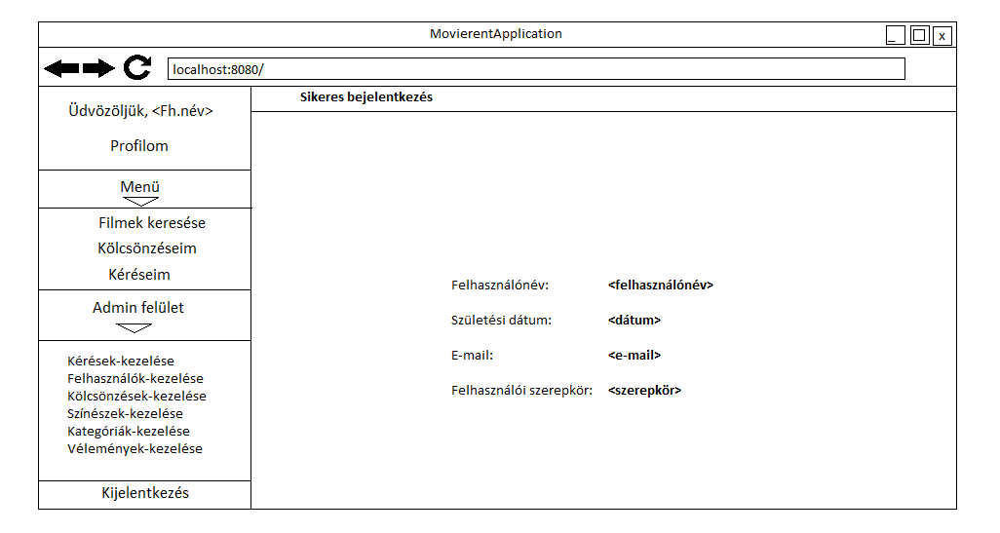 MovierentApplication
_ x
localhost:8080/
Üdvözöljük, <Fh.név>
Profilom
Menü
Filmek keresése
Kölcsönzéseim
Kéréseim
Admin felület
Kérések-kezelése
Felhasználók-kezelése
Kölcsönzések-kezelése
Színészek-kezelése
Kategóriák-kezelése
Vélemények-kezelése
Kijelentkezés
Sikeres bejelentkezés
Felhasználónév: <felhasználónév>
Születési dátum: <dátum>
E-mail: <e-mail>
Felhasználói szerepkör: <szerepkör>